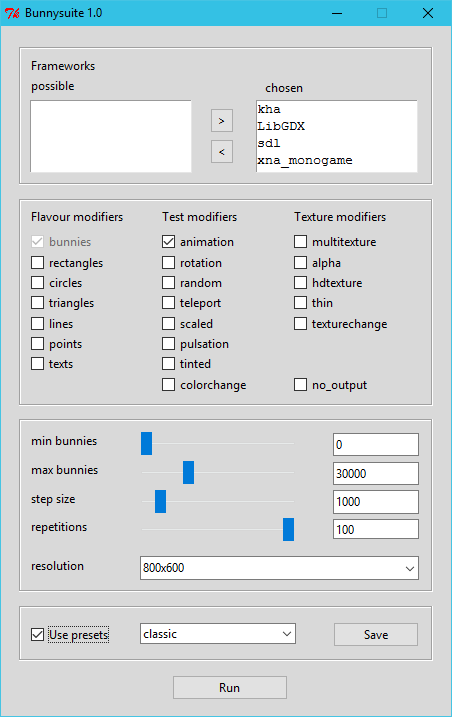 Bunnysuite 1.0
Frameworks
possible
chosen
kha
LibGDX
sdl
xna_monogame
>
<
Flavour modifiers
Test modifiers
Texture modifiers
bunnies
animation
multitexture
rectangles
rotation
alpha
circles
random
hdtexture
triangles
teleport
thin
lines
scaled
texturechange
points
pulsation
texts
tinted
colorchange
no_output
min bunnies
0
max bunnies
30000
step size
1000
repetitions
100
resolution
800x600
Use presets
classic
Save
Run